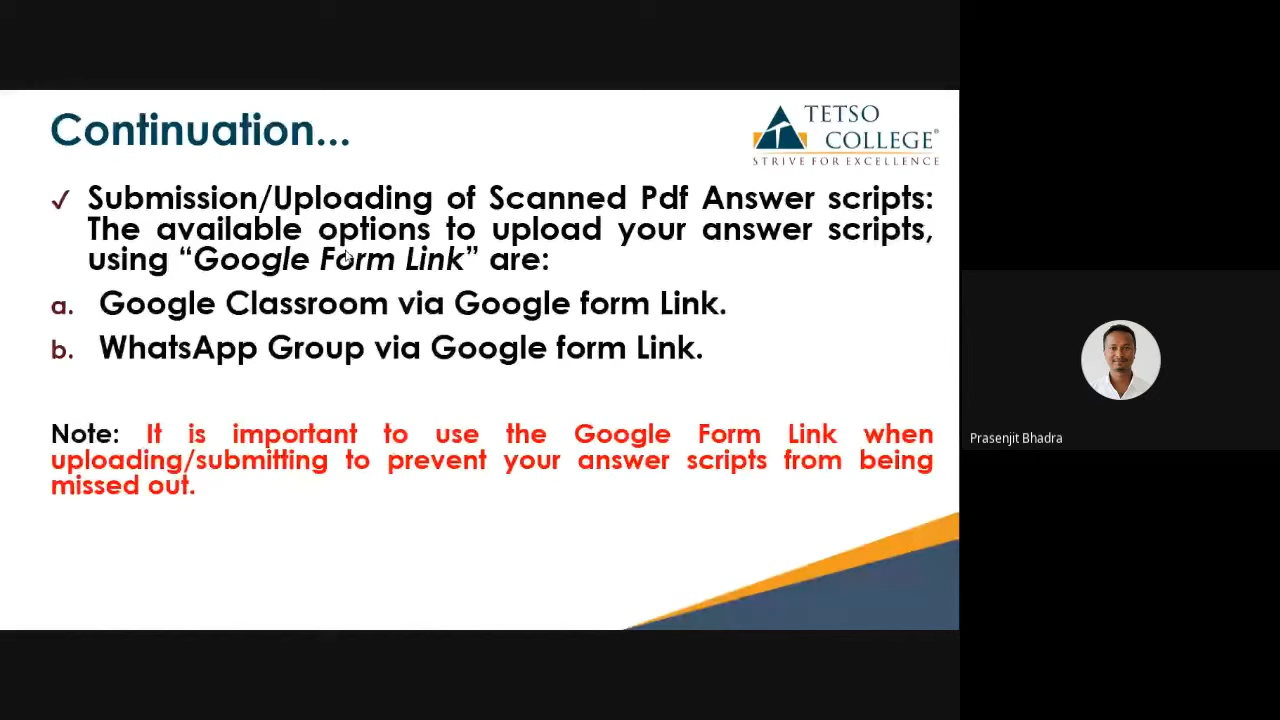 Continuation...
TETSO
COLLEGE®
STRIVE FOR EXCELLENCE
✓ Submission/Uploading of Scanned Pdf Answer scripts:
The available options to upload your answer scripts,
using “Google Form Link” are:
a. Google Classroom via Google form Link.
b. WhatsApp Group via Google form Link.
Note: It is important to use the Google Form Link when
uploading/submitting to prevent your answer scripts from being
missed out.
Prasenjit Bhadra